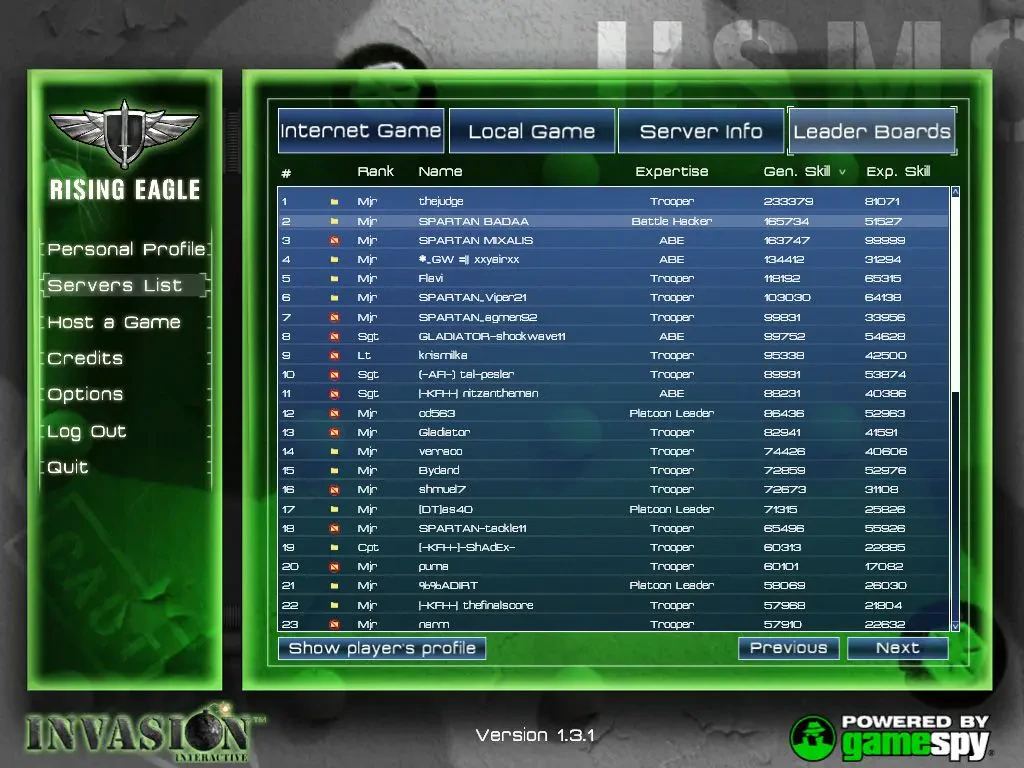 USMC
Internet Game Local Game Server Info Leader Boards
# Rank Name Expertise Gen. Skill Exp. Skill
RISING EAGLE
Personal Profile
Servers List
Host a Game
Credits
Options
Log Out
Quit
1 Mjr thejudge Trooper 233379 81071
2 Mjr SPARTAN BADAA Battle Hacker 165734 51527
3 Mjr SPARTAN MIXALIS ABE 163747 99999
4 Mjr *_GW =|| xxyairxx ABE 134412 31294
5 Mjr Flavi Trooper 118192 65315
6 Mjr SPARTAN_Viper21 Trooper 103030 64138
7 Mjr SPARTAN_agmen92 Trooper 99831 33956
8 Sgt GLADIATOR-shockwave11 ABE 99752 54628
9 Lt krismilka Trooper 95338 42500
10 Sgt (-AFI-) tal-pesler Trooper 89931 53874
11 Sgt |-KFH-| nitzantheman ABE 88231 40386
12 Mjr od563 Platoon Leader 86436 52963
13 Mjr Gladiator Trooper 82941 41591
14 Mjr verraco Trooper 74426 40606
15 Mjr Bydand Trooper 72859 52976
16 Mjr shmuel7 Trooper 72673 31108
17 Mjr [DT]as40 Platoon Leader 71315 25826
18 Mjr SPARTAN-tackle11 Trooper 65496 55926
19 Cpt [-KFH-]-ShAdEx- Trooper 60313 22885
20 Mjr puma Trooper 60101 17082
21 Mjr %%ADIRT Platoon Leader 58069 26030
22 Mjr |-KFH-| thefinalscore Trooper 57968 21804
23 Mjr narm Trooper 57910 22632
Show player's profile Previous Next
INVASION™
INTERACTIVE
Version 1.3.1
POWERED BY
gamespy